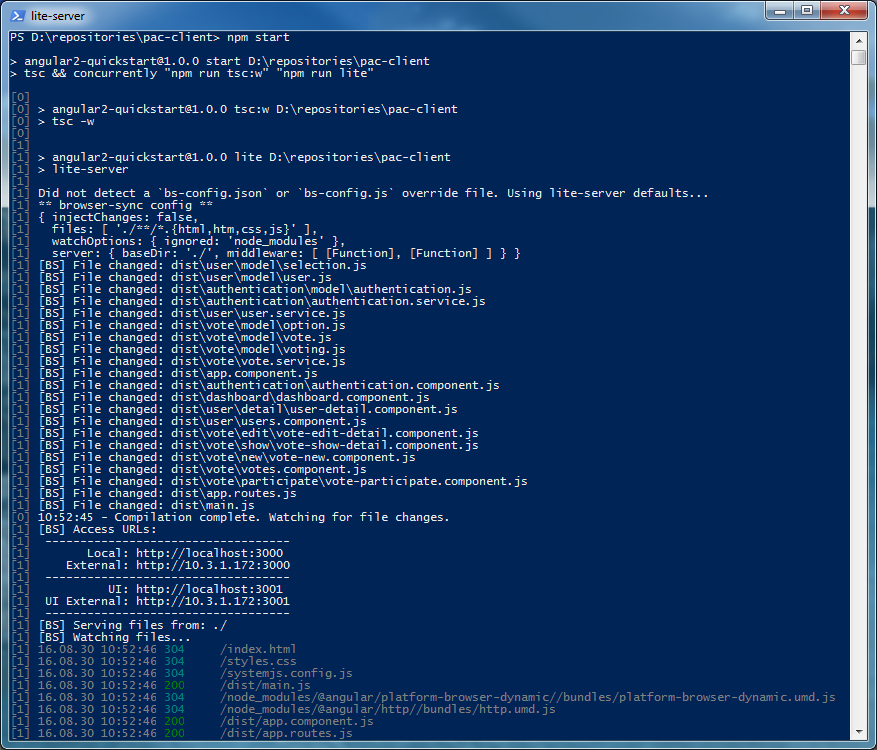 lite-server
PS D:\repositories\pac-client> npm start
> angular2-quickstart@1.0.0 start D:\repositories\pac-client
> tsc && concurrently "npm run tsc:w" "npm run lite"
[0]
[0] > angular2-quickstart@1.0.0 tsc:w D:\repositories\pac-client
[0] > tsc -w
[0]
[1]
[1] > angular2-quickstart@1.0.0 lite D:\repositories\pac-client
[1] > lite-server
[1]
[1] Did not detect a `bs-config.json` or `bs-config.js` override file. Using lite-server defaults...
[1] ** browser-sync config **
[1] { injectChanges: false,
[1]   files: [ './**/*.{html,htm,css,js}' ],
[1]   watchOptions: { ignored: 'node_modules' },
[1]   server: { baseDir: './', middleware: [ [Function], [Function] ] } }
[1] [BS] File changed: dist\user\model\selection.js
[1] [BS] File changed: dist\user\model\user.js
[1] [BS] File changed: dist\authentication\model\authentication.js
[1] [BS] File changed: dist\authentication\authentication.service.js
[1] [BS] File changed: dist\user\user.service.js
[1] [BS] File changed: dist\vote\model\option.js
[1] [BS] File changed: dist\vote\model\vote.js
[1] [BS] File changed: dist\vote\model\voting.js
[1] [BS] File changed: dist\vote\vote.service.js
[1] [BS] File changed: dist\app.component.js
[1] [BS] File changed: dist\authentication\authentication.component.js
[1] [BS] File changed: dist\dashboard\dashboard.component.js
[1] [BS] File changed: dist\user\detail\user-detail.component.js
[1] [BS] File changed: dist\user\users.component.js
[1] [BS] File changed: dist\vote\edit\vote-edit-detail.component.js
[1] [BS] File changed: dist\vote\show\vote-show-detail.component.js
[1] [BS] File changed: dist\vote\new\vote-new.component.js
[1] [BS] File changed: dist\vote\votes.component.js
[1] [BS] File changed: dist\vote\participate\vote-participate.component.js
[1] [BS] File changed: dist\app.routes.js
[1] [BS] File changed: dist\main.js
[0] 10:52:45 - Compilation complete. Watching for file changes.
[1] [BS] Access URLs:
[1]  -----------------------------------
[1]        Local: http://localhost:3000
[1]     External: http://10.3.1.172:3000
[1]  -----------------------------------
[1]           UI: http://localhost:3001
[1]  UI External: http://10.3.1.172:3001
[1]  -----------------------------------
[1] [BS] Serving files from: ./
[1] [BS] Watching files...
[1] 16.08.30 10:52:46 304     /index.html
[1] 16.08.30 10:52:46 304     /styles.css
[1] 16.08.30 10:52:46 304     /systemjs.config.js
[1] 16.08.30 10:52:46 200     /dist/main.js
[1] 16.08.30 10:52:46 304     /node_modules/@angular/platform-browser-dynamic//bundles/platform-browser-dynamic.umd.js
[1] 16.08.30 10:52:46 304     /node_modules/@angular/http//bundles/http.umd.js
[1] 16.08.30 10:52:46 200     /dist/app.component.js
[1] 16.08.30 10:52:46 200     /dist/app.routes.js